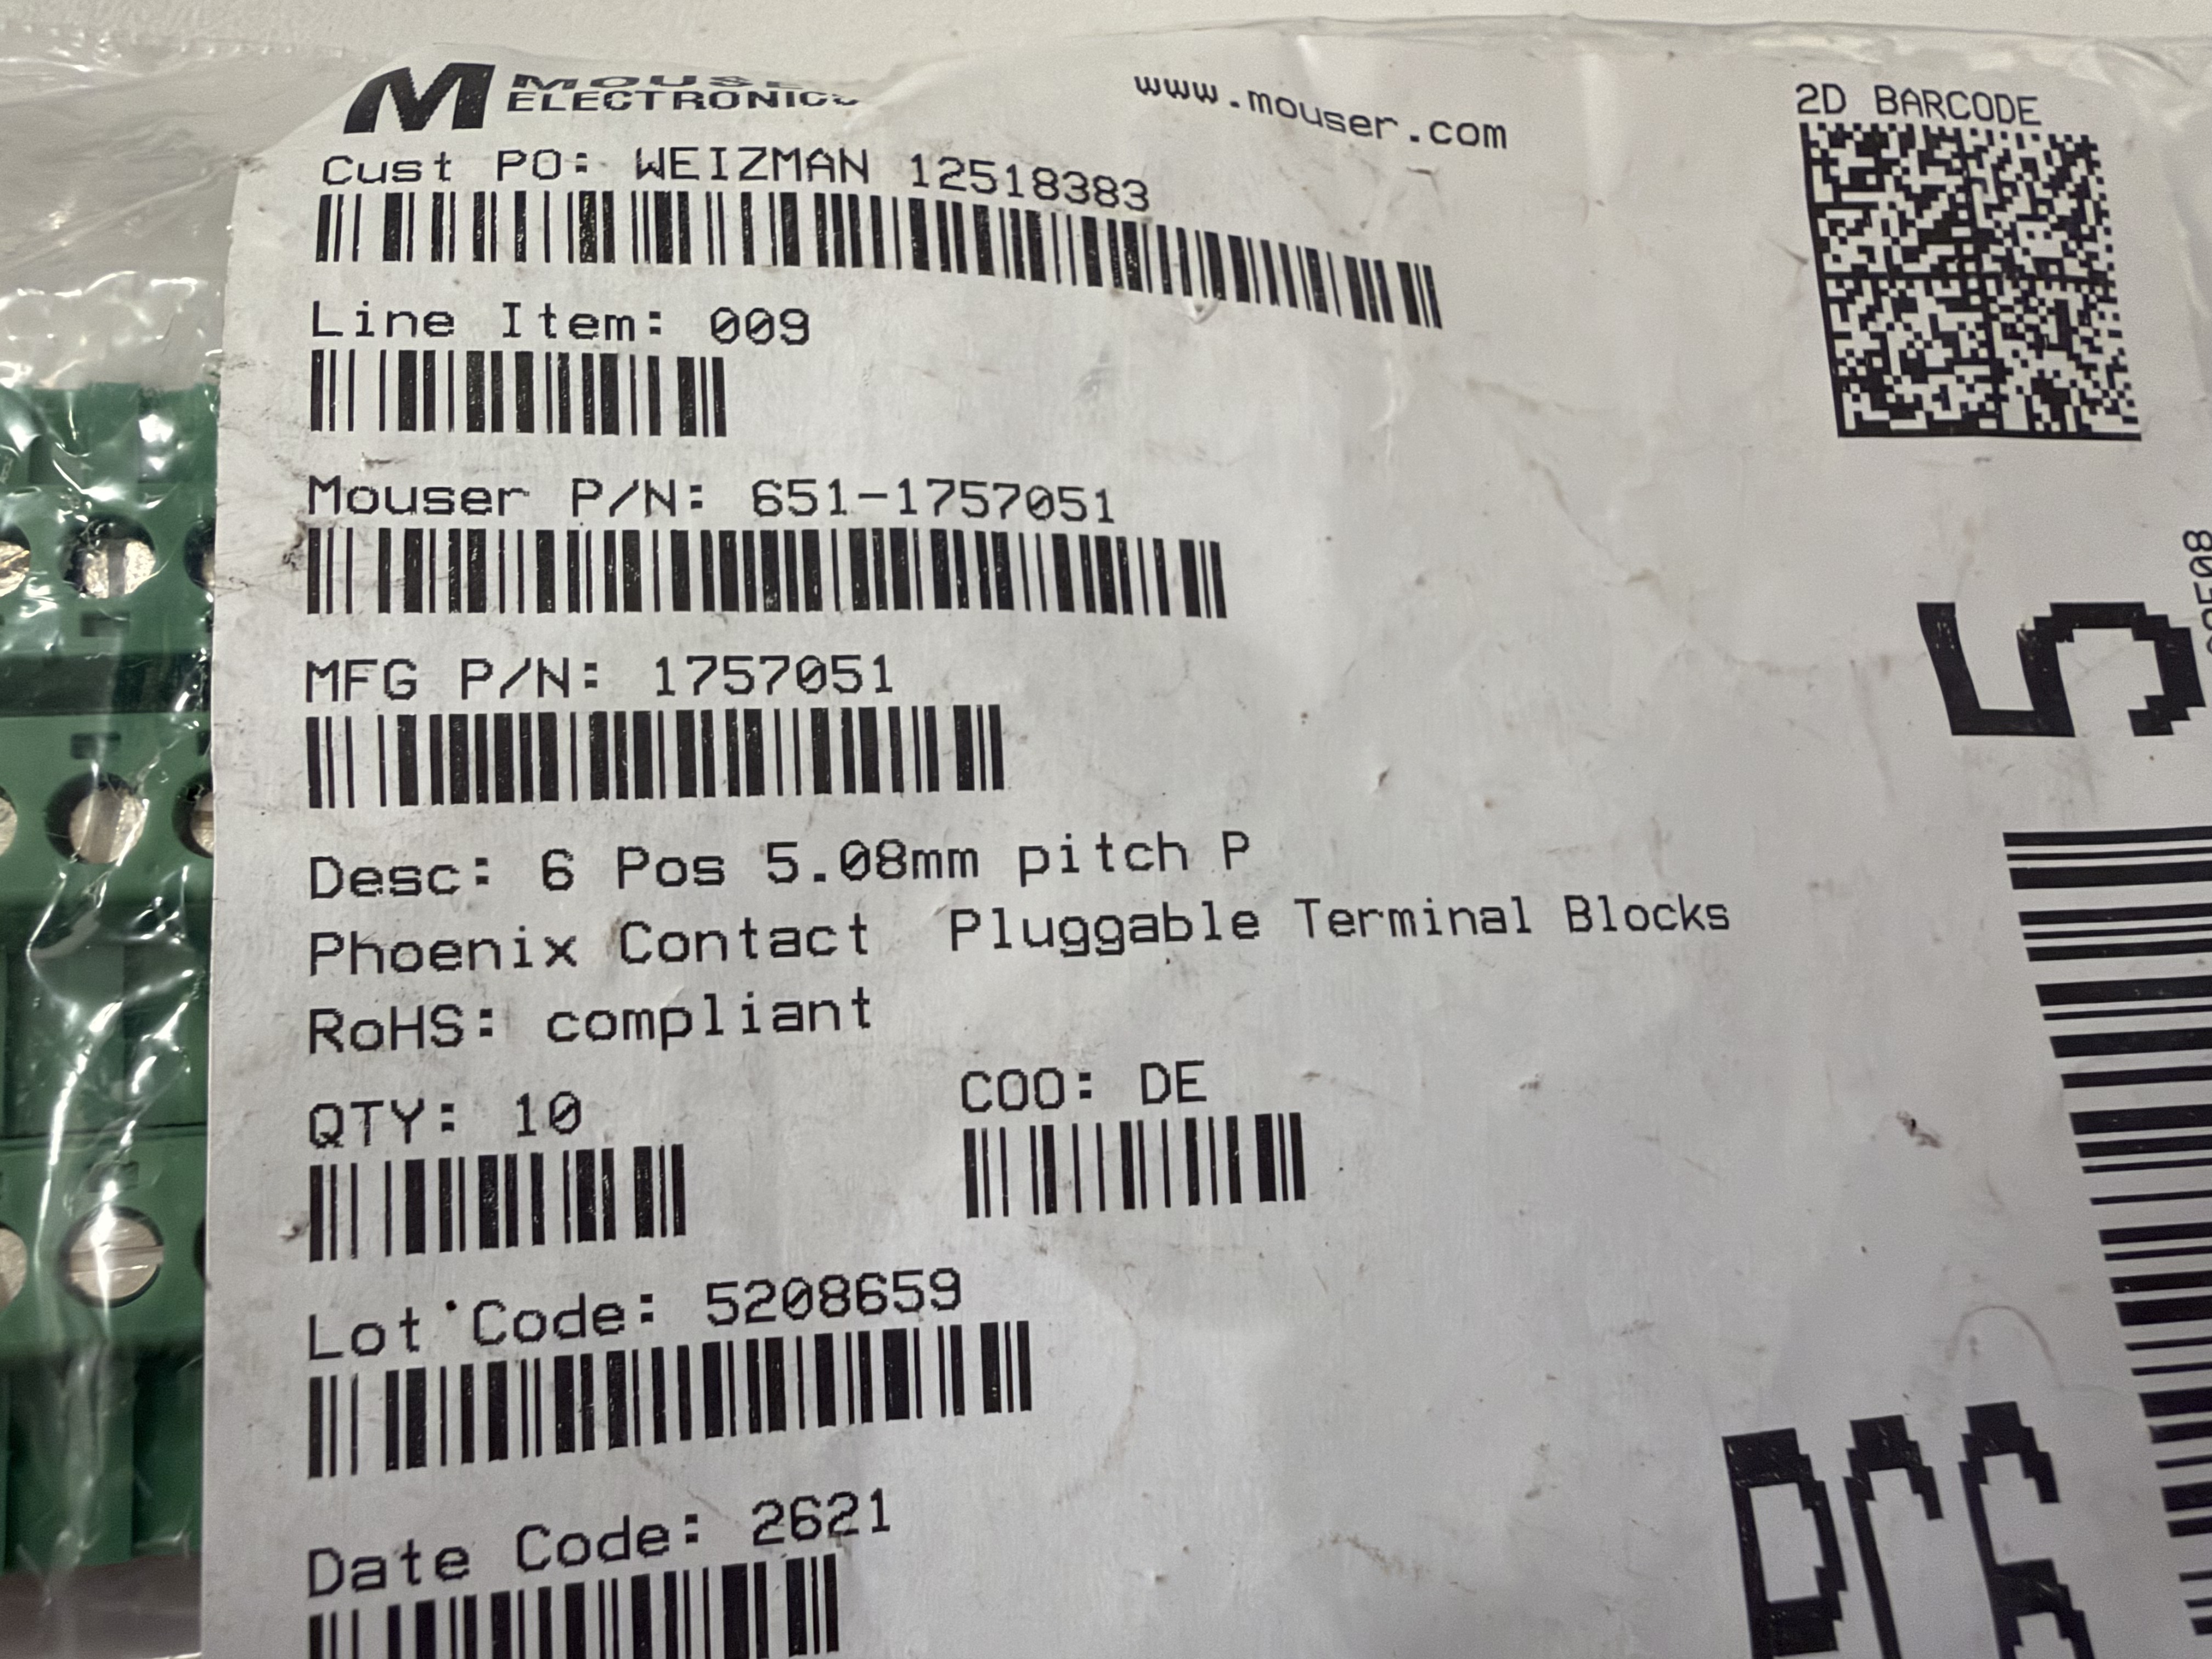 MOUSER
ELECTRONICS
www.mouser.com
2D BARCODE
Cust PO: WEIZMAN 12518383
Line Item: 009
Mouser P/N: 651-1757051
MFG P/N: 1757051
Desc: 6 Pos 5.08mm pitch P
Phoenix Contact Pluggable Terminal Blocks
RoHS: compliant
QTY: 10
COO: DE
Lot Code: 5208659
Date Code: 2621
5